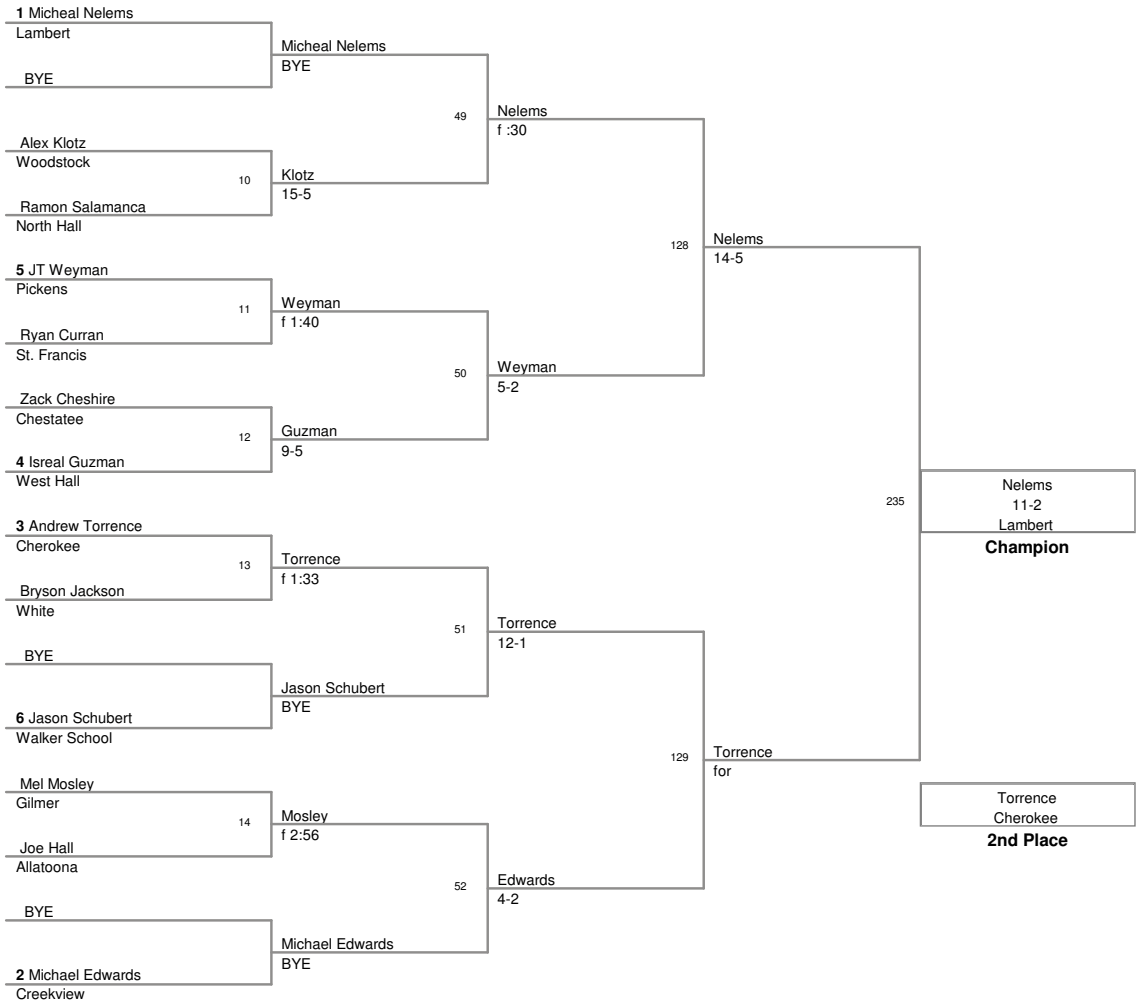 1 Micheal Nelems
Lambert
BYE
Alex Klotz
Woodstock
Ramon Salamanca
North Hall
5 JT Weyman
Pickens
Ryan Curran
St. Francis
Zack Cheshire
Chestatee
4 Isreal Guzman
West Hall
3 Andrew Torrence
Cherokee
Bryson Jackson
White
BYE
6 Jason Schubert
Walker School
Mel Mosley
Gilmer
Joe Hall
Allatoona
BYE
2 Michael Edwards
Creekview
10
11
12
13
14
Micheal Nelems
BYE
Klotz
15-5
Weyman
f 1:40
Guzman
9-5
Torrence
f 1:33
Jason Schubert
BYE
Mosley
f 2:56
Michael Edwards
BYE
49
50
51
52
Nelems
f :30
Weyman
5-2
Torrence
12-1
Edwards
4-2
128
129
Nelems
14-5
Torrence
for
235
Nelems
11-2
Lambert
Champion
Torrence
Cherokee
2nd Place